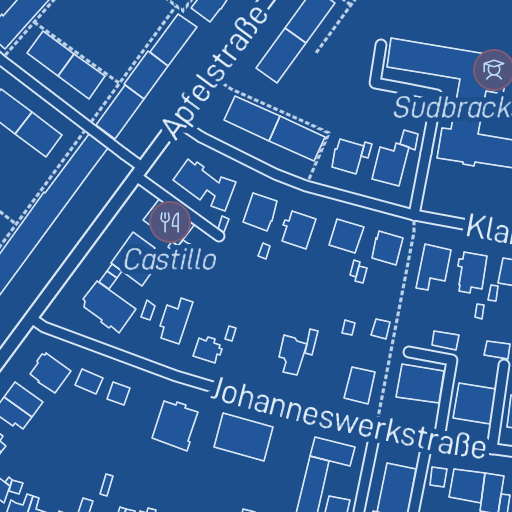 Apfelstraße
Südbracks
Kla
Castillo
Johanneswerkstraße